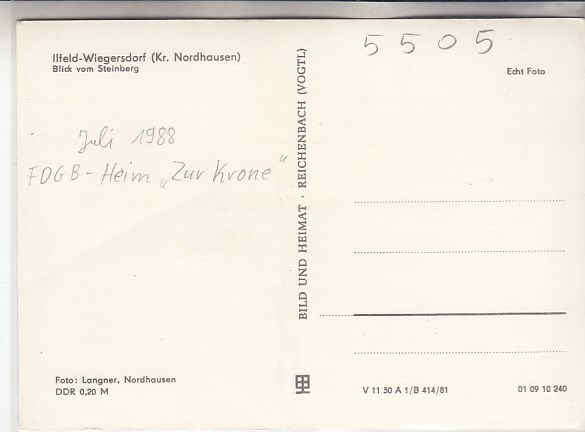 Ilfeld-Wiegersdorf (Kr. Nordhausen)
Blick vom Steinberg
Juli 1988
FDGB-Heim „Zur Krone"
Foto: Langner, Nordhausen
DDR 0,20 M
BILD UND HEIMAT · REICHENBACH (VOGTL)
5505
Echt Foto
V 11 50 A 1/B 414/81
01 09 10 240